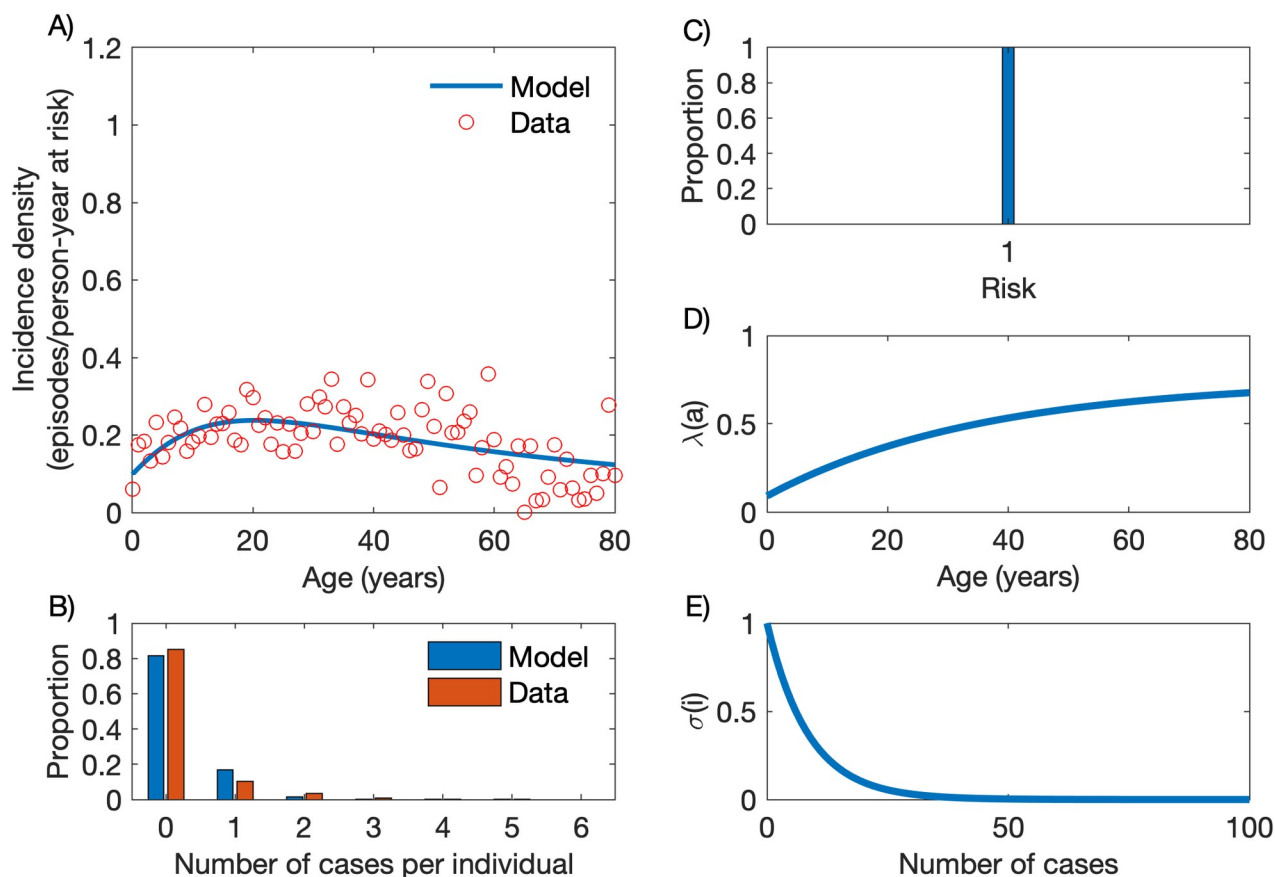 A)
1.2
1
0.8
0.6
0.4
0.2
0
Incidence density
(episodes/person-year at risk)
Model
Data
0 20 40 60 80
Age (years)
B)
1
0.8
0.6
0.4
0.2
0
Proportion
Model
Data
0 1 2 3 4 5 6
Number of cases per individual
C)
1
0.8
0.6
0.4
0.2
0
Proportion
1
Risk
D)
1
0.5
0
λ(a)
0 20 40 60 80
Age (years)
E)
1
0.5
0
σ(i)
0 50 100
Number of cases